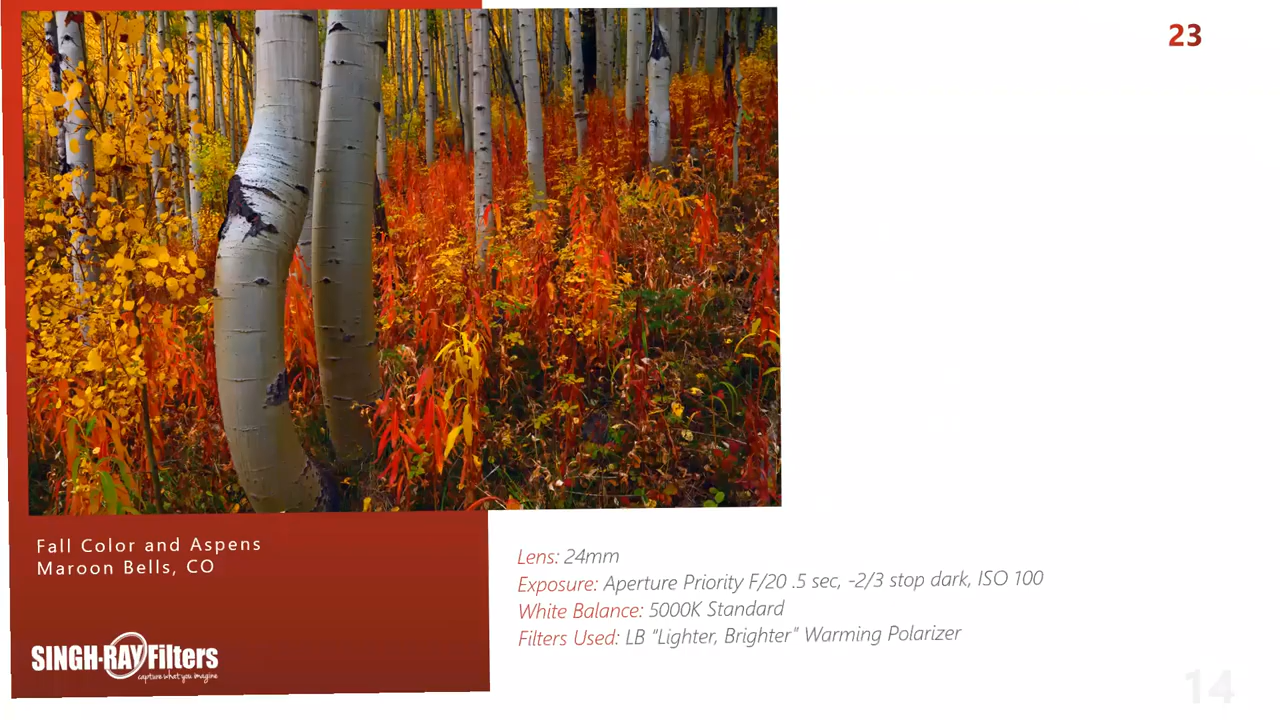 23
Fall Color and Aspens
Maroon Bells, CO
Lens: 24mm
Exposure: Aperture Priority F/20 .5 sec, -2/3 stop dark, ISO 100
White Balance: 5000K Standard
Filters Used: LB "Lighter, Brighter" Warming Polarizer
SINGH-RAY Filters
capture what you imagine
14